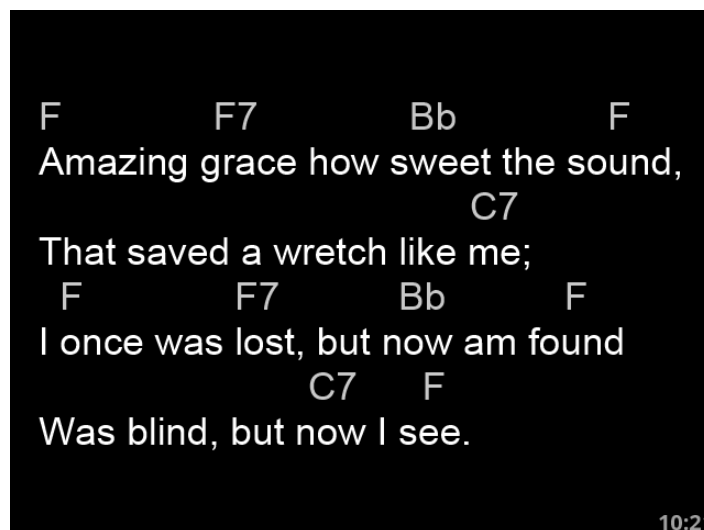 F F7 Bb F
Amazing grace how sweet the sound,
C7
That saved a wretch like me;
F F7 Bb F
I once was lost, but now am found
C7 F
Was blind, but now I see.
10:2